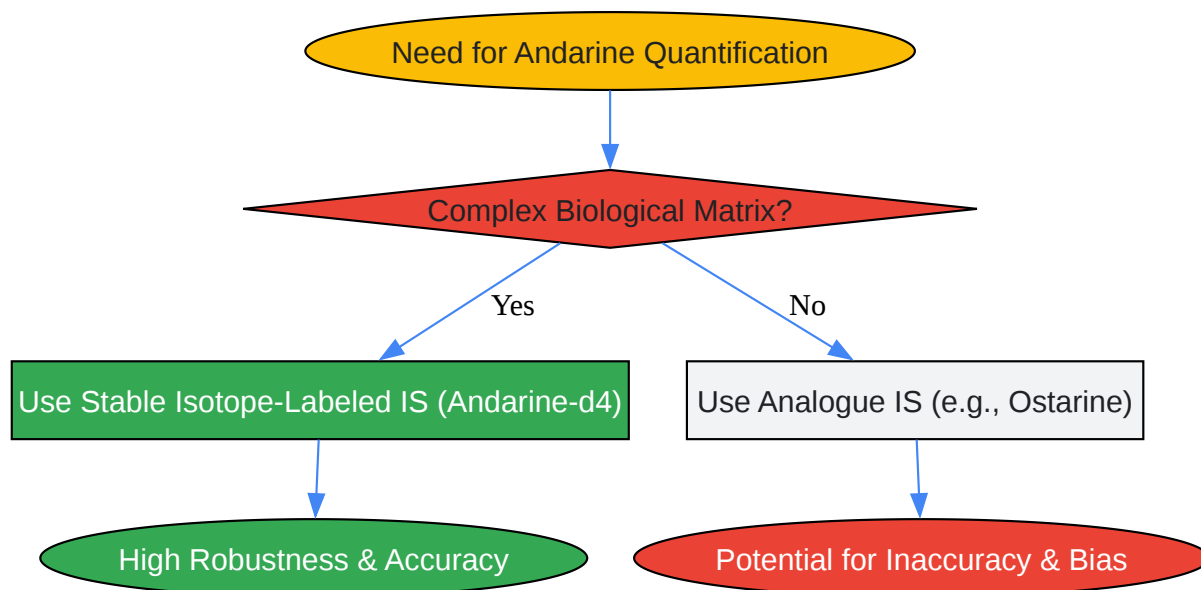 Need for Andarine Quantification
Complex Biological Matrix?
Yes
No
Use Stable Isotope-Labeled IS (Andarine-d4)
Use Analogue IS (e.g., Ostarine)
High Robustness & Accuracy
Potential for Inaccuracy & Bias